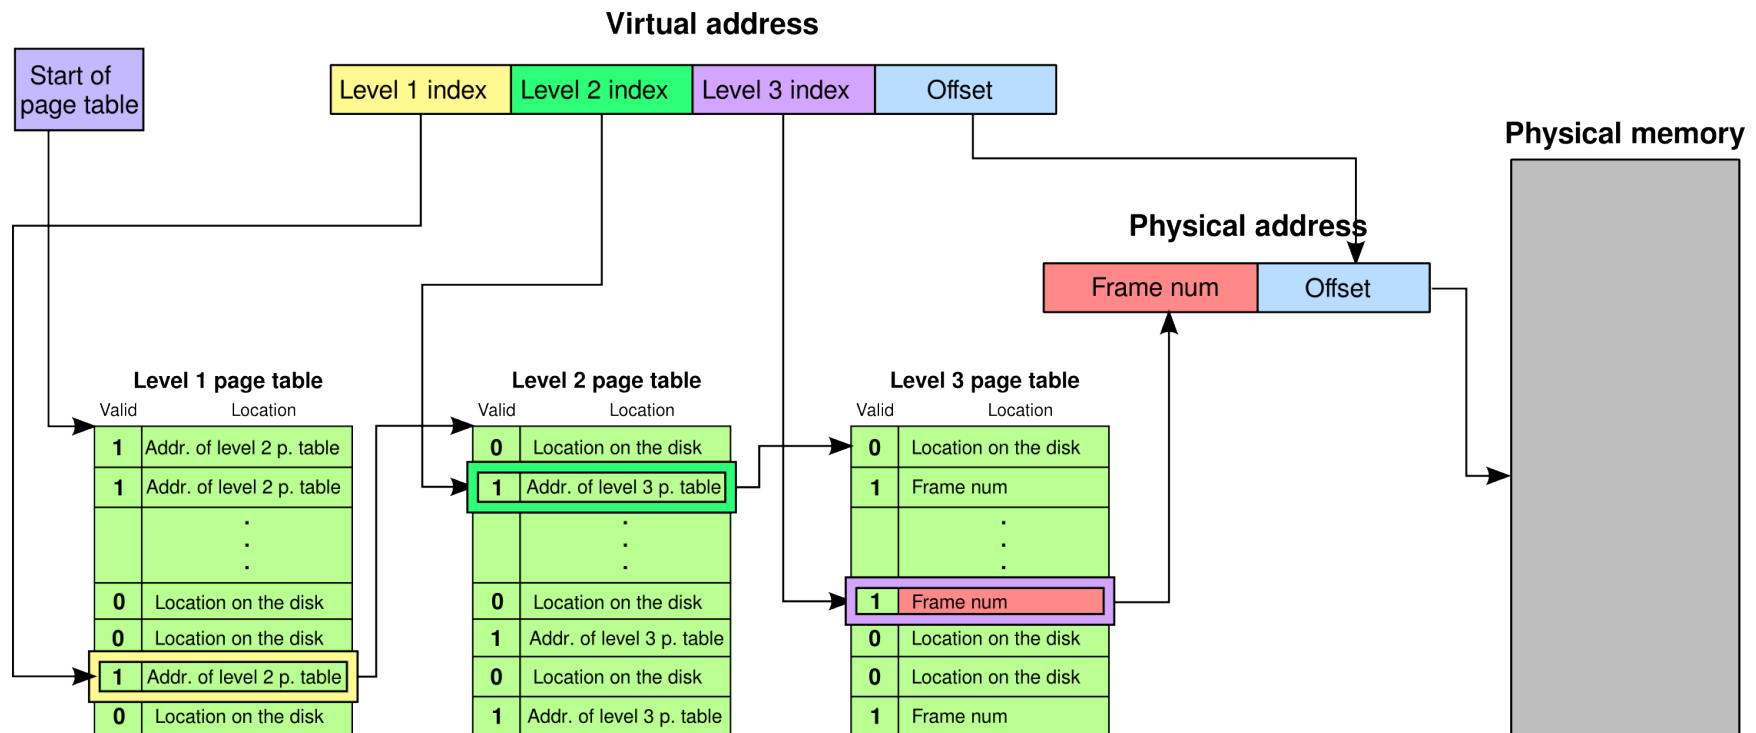 Virtual address
Start of
page table
Level 1 index Level 2 index Level 3 index Offset
Physical memory
Physical address
Frame num Offset
Level 1 page table
Valid Location
1 Addr. of level 2 p. table
1 Addr. of level 2 p. table
.
.
.
0 Location on the disk
0 Location on the disk
1 Addr. of level 2 p. table
0 Location on the disk
Level 2 page table
Valid Location
0 Location on the disk
1 Addr. of level 3 p. table
.
.
.
0 Location on the disk
1 Addr. of level 3 p. table
0 Location on the disk
1 Addr. of level 3 p. table
Level 3 page table
Valid Location
0 Location on the disk
1 Frame num
.
.
.
1 Frame num
0 Location on the disk
0 Location on the disk
1 Frame num